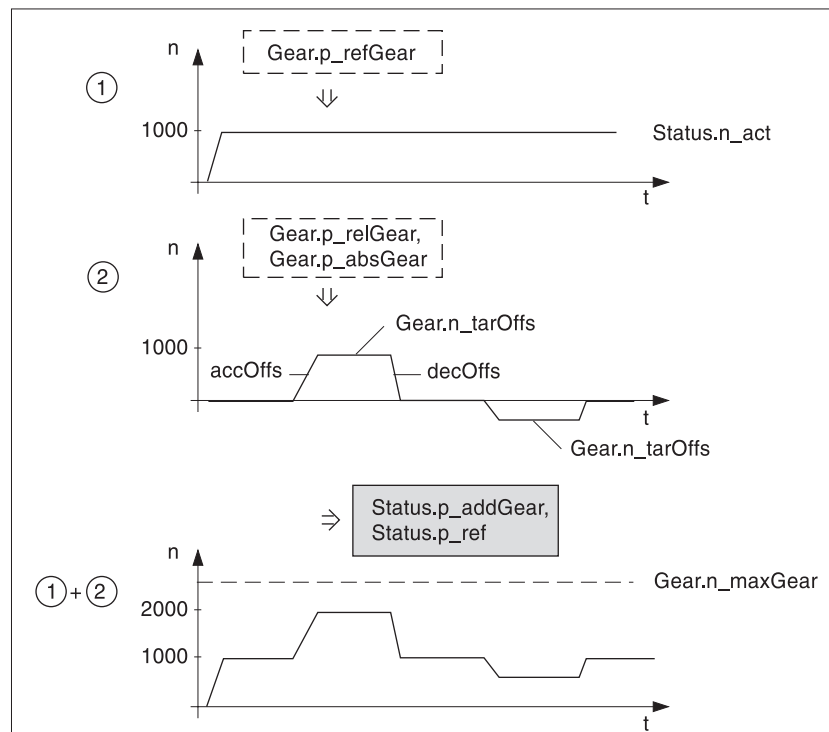 n
Gear.p_refGear
1
1000
Status.n_act
t
n
Gear.p_relGear,
Gear.p_absGear
2
Gear.n_tarOffs
1000
accOffs
decOffs
t
Gear.n_tarOffs
Status.p_addGear,
Status.p_ref
n
Gear.n_maxGear
1 + 2
2000
1000
t